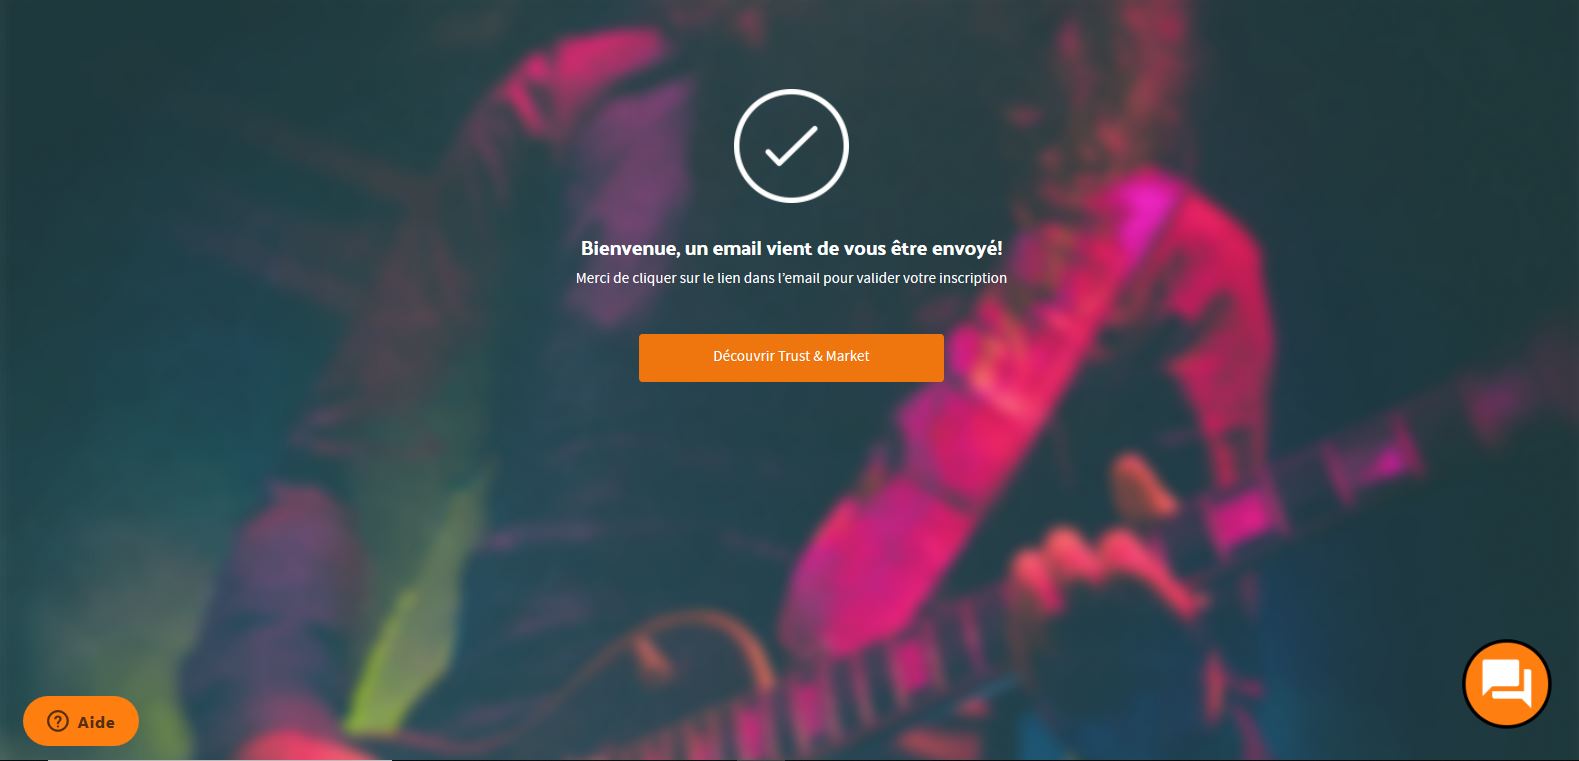 Bienvenue, un email vient de vous être envoyé!
Merci de cliquer sur le lien dans l'email pour valider votre inscription
Découvrir Trust & Market
Aide